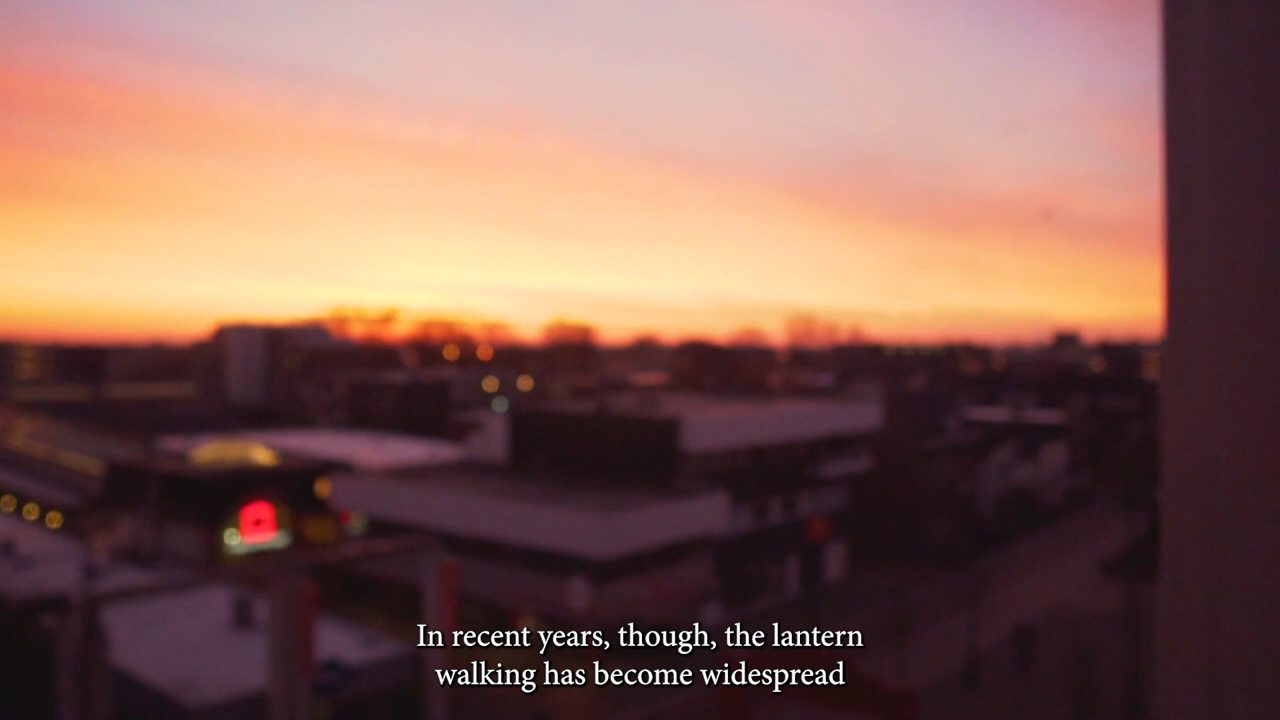 In recent years, though, the lantern
walking has become widespread